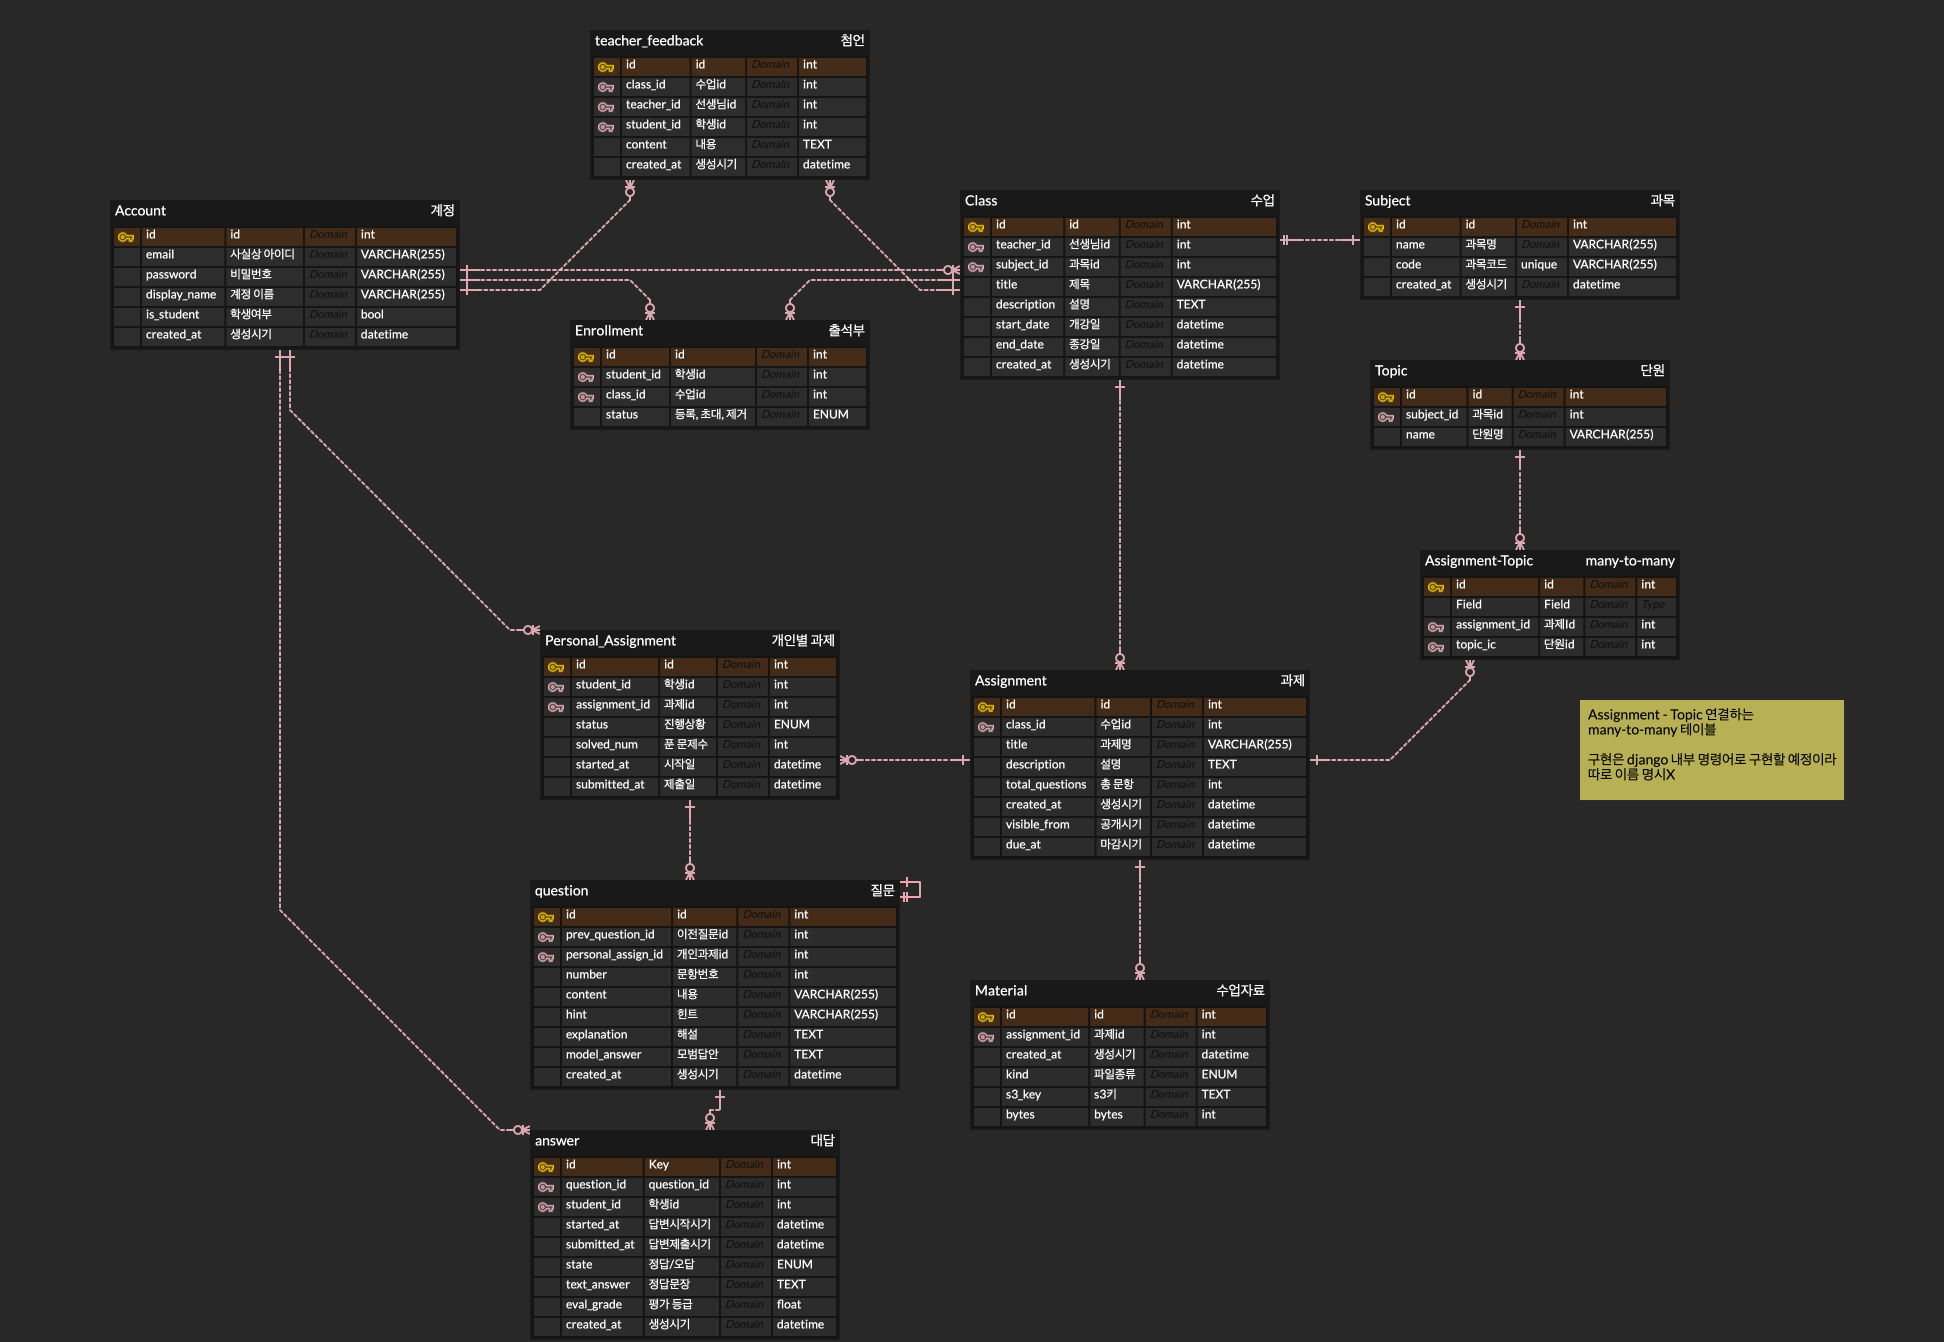 teacher_feedback 첨언
id id Domain int
class_id 수업id Domain int
teacher_id 선생님id Domain int
student_id 학생id Domain int
content 내용 Domain TEXT
created_at 생성시기 Domain datetime
Account 계정
id id Domain int
email 사실상 아이디 Domain VARCHAR(255)
password 비밀번호 Domain VARCHAR(255)
display_name 계정 이름 Domain VARCHAR(255)
is_student 학생여부 Domain bool
created_at 생성시기 Domain datetime
Enrollment 출석부
id id Domain int
student_id 학생id Domain int
class_id 수업id Domain int
status 등록, 초대, 제거 Domain ENUM
Class 수업
id id Domain int
teacher_id 선생님id Domain int
subject_id 과목id Domain int
title 제목 Domain VARCHAR(255)
description 설명 Domain TEXT
start_date 개강일 Domain datetime
end_date 종강일 Domain datetime
created_at 생성시기 Domain datetime
Subject 과목
id id Domain int
name 과목명 Domain VARCHAR(255)
code 과목코드 unique VARCHAR(255)
created_at 생성시기 Domain datetime
Topic 단원
id id Domain int
subject_id 과목id Domain int
name 단원명 Domain VARCHAR(255)
Assignment-Topic many-to-many
id id Domain int
Field Field Domain Type
assignment_id 과제Id Domain int
topic_ic 단원id Domain int
Personal_Assignment 개인별 과제
id id Domain int
student_id 학생id Domain int
assignment_id 과제id Domain int
status 진행상황 Domain ENUM
solved_num 푼 문제수 Domain int
started_at 시작일 Domain datetime
submitted_at 제출일 Domain datetime
Assignment 과제
id id Domain int
class_id 수업id Domain int
title 과제명 Domain VARCHAR(255)
description 설명 Domain TEXT
total_questions 총 문항 Domain int
created_at 생성시기 Domain datetime
visible_from 공개시기 Domain datetime
due_at 마감시기 Domain datetime
Assignment - Topic 연결하는
many-to-many 테이블
구현은 django 내부 명령어로 구현할 예정이라
따로 이름 명시X
question 질문
id id Domain int
prev_question_id 이전질문id Domain int
personal_assign_id 개인과제id Domain int
number 문항번호 Domain int
content 내용 Domain VARCHAR(255)
hint 힌트 Domain VARCHAR(255)
explanation 해설 Domain TEXT
model_answer 모범답안 Domain TEXT
created_at 생성시기 Domain datetime
Material 수업자료
id id Domain int
assignment_id 과제id Domain int
created_at 생성시기 Domain datetime
kind 파일종류 Domain ENUM
s3_key s3키 Domain TEXT
bytes bytes Domain int
answer 대답
id Key Domain int
question_id question_id Domain int
student_id 학생id Domain int
started_at 답변시작시기 Domain datetime
submitted_at 답변제출시기 Domain datetime
state 정답/오답 Domain ENUM
text_answer 정답문장 Domain TEXT
eval_grade 평가 등급 Domain float
created_at 생성시기 Domain datetime